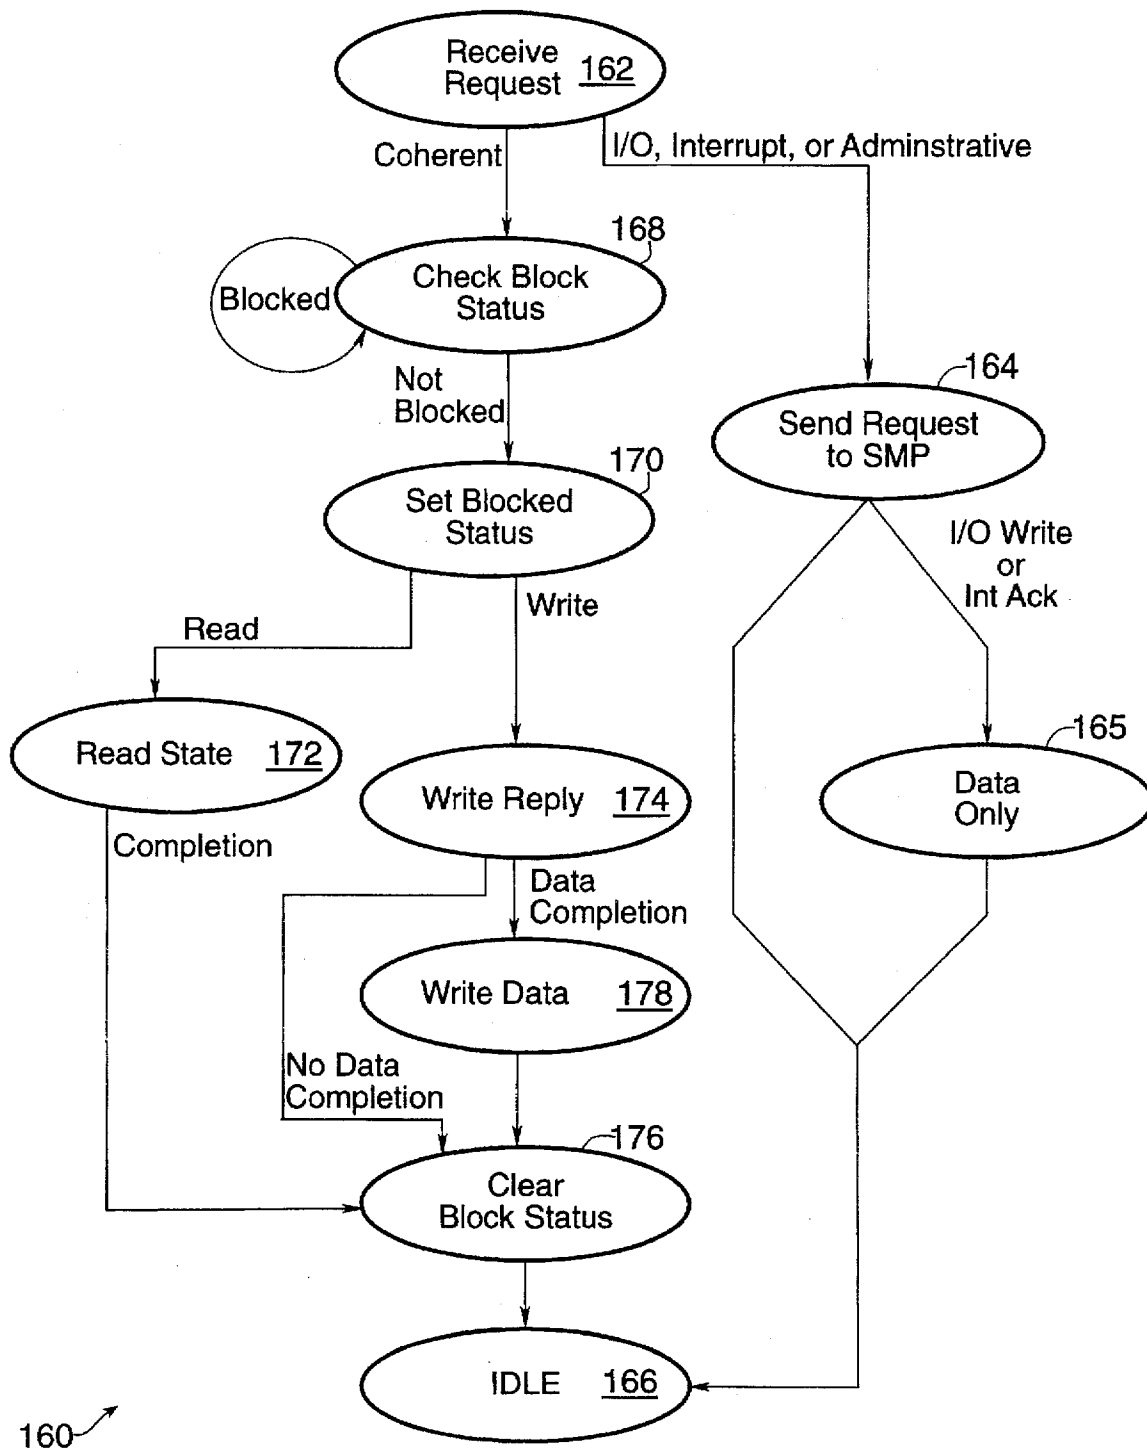 Receive
Request 162
Coherent
I/O, Interrupt, or Adminstrative
168
Check Block
Status
Blocked
Not
Blocked
164
Send Request
to SMP
170
Set Blocked
Status
I/O Write
or
Int Ack
Write
Read
165
Read State 172
Data
Only
Write Reply 174
Completion
Data
Completion
Write Data 178
No Data
Completion
176
Clear
Block Status
IDLE 166
160